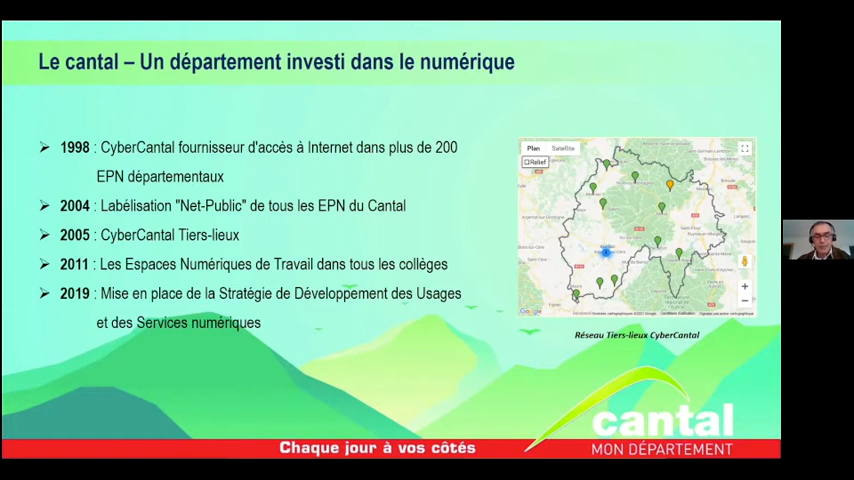 Le cantal – Un département investi dans le numérique
➢ 1998 : CyberCantal fournisseur d'accès à Internet dans plus de 200
EPN départementaux
➢ 2004 : Labélisation "Net-Public" de tous les EPN du Cantal
➢ 2005 : CyberCantal Tiers-lieux
➢ 2011 : Les Espaces Numériques de Travail dans tous les collèges
➢ 2019 : Mise en place de la Stratégie de Développement des Usages
et des Services numériques
Plan Satellite
Relief
Google
Réseau Tiers-lieux CyberCantal
cantal
MON DÉPARTEMENT
Chaque jour à vos côtés